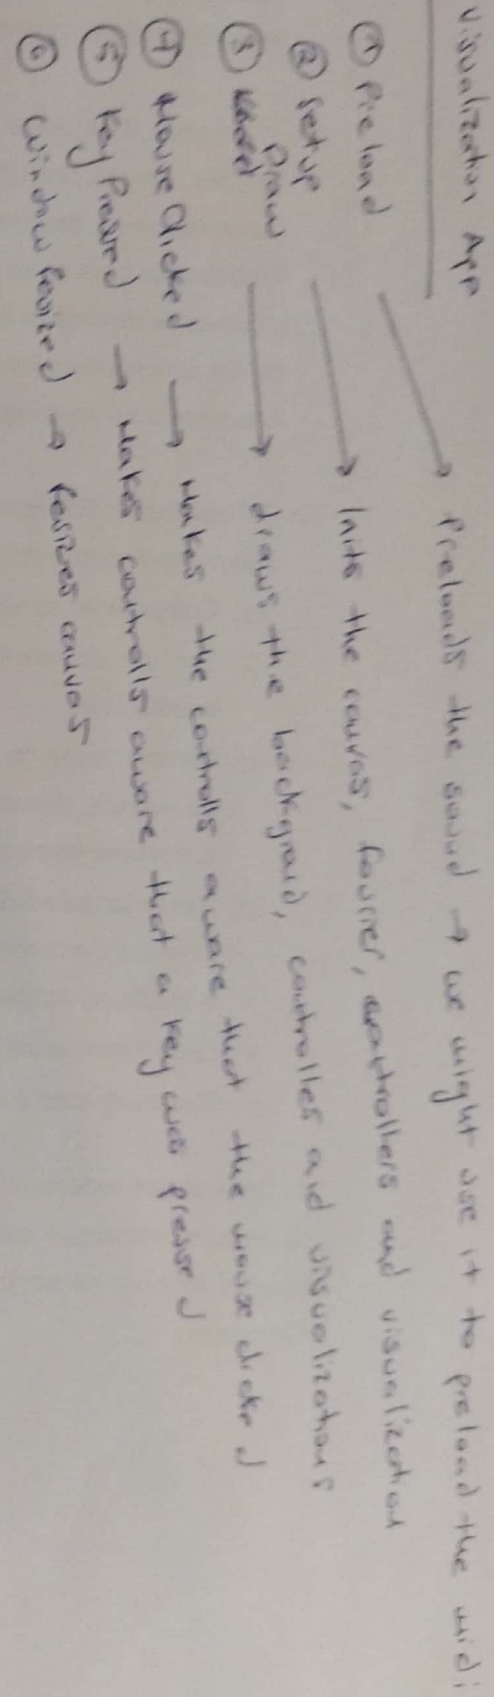 Visualization App
① Preload → Preloads the sound → we might use it to preload the midi
② Setup → Inits the canvas, fourier, controllers and visualization
③ Draw → draws the background, controlles and visualizations
④ Mouse Clicked → Makes the controlls aware that the mouse clicked
⑤ Key Pressed → Makes controlls aware that a key was pressed
⑥ Window Resized → Resizes canvas